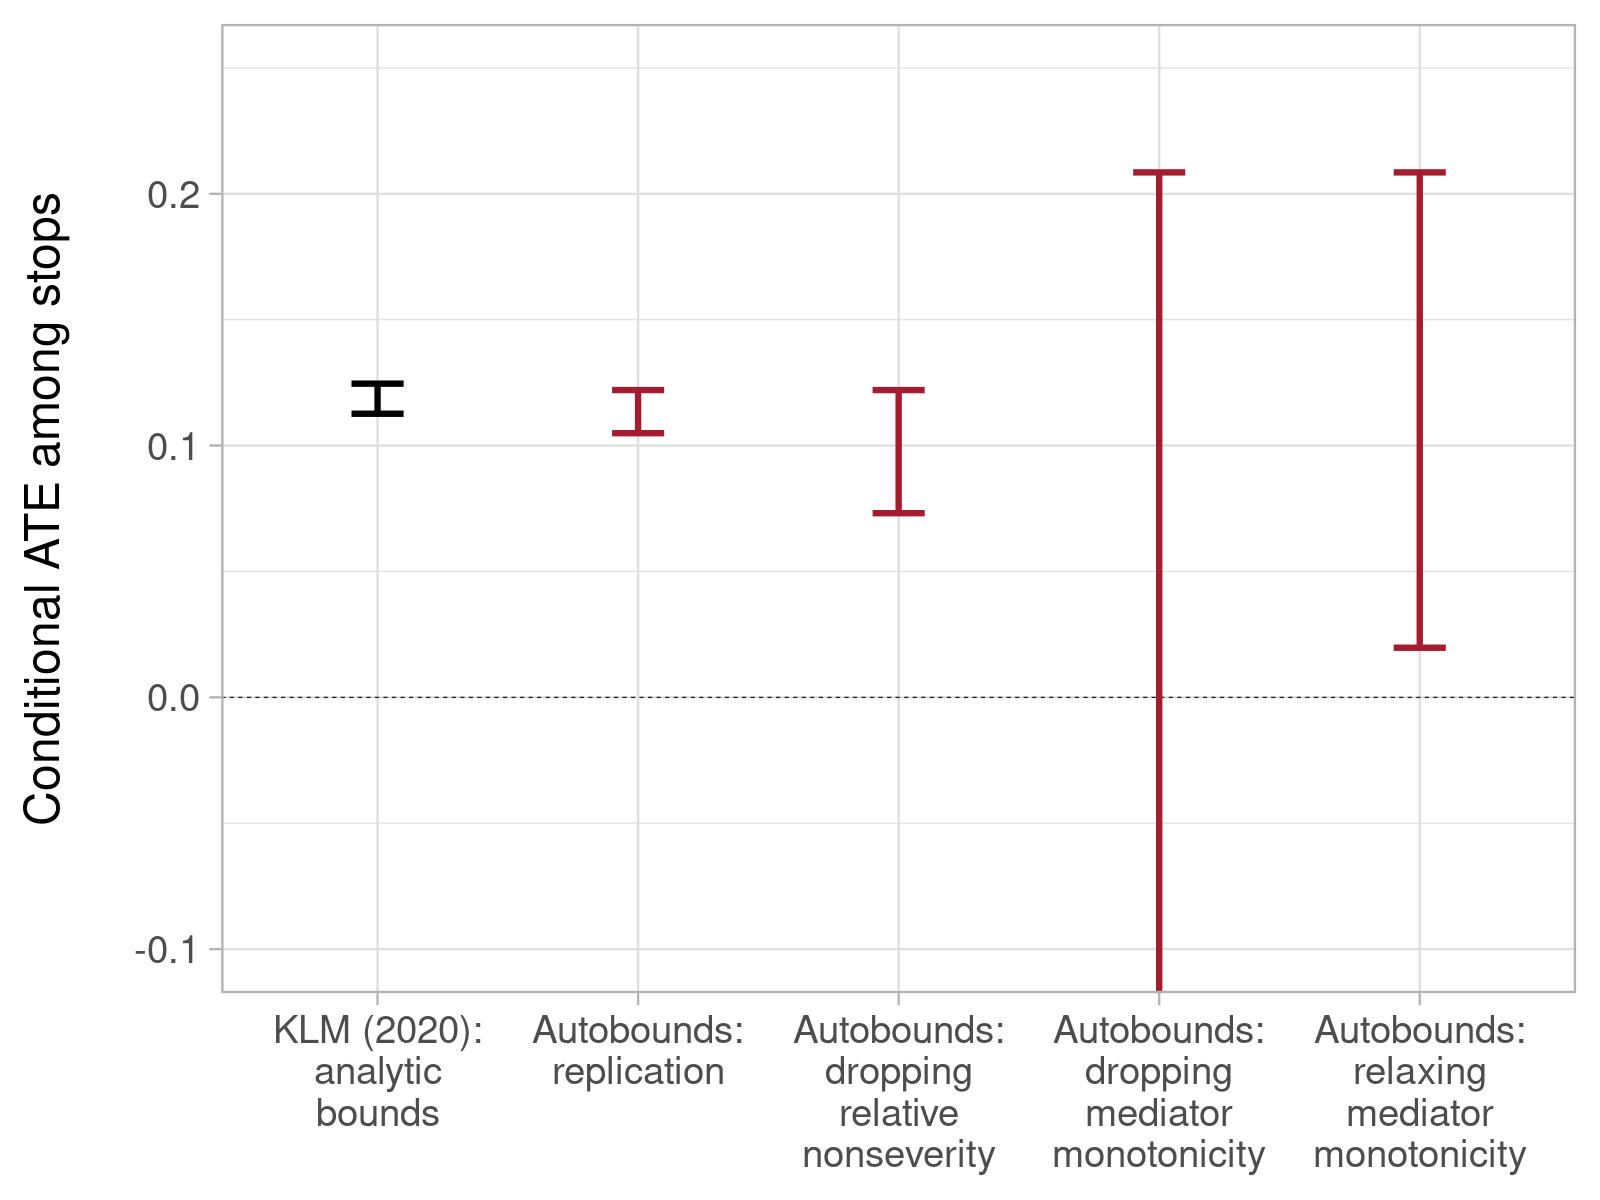 Conditional ATE among stops
0.2
0.1
0.0
-0.1
KLM (2020):
analytic
bounds
Autobounds:
replication
Autobounds:
dropping
relative
nonseverity
Autobounds:
dropping
mediator
monotonicity
Autobounds:
relaxing
mediator
monotonicity